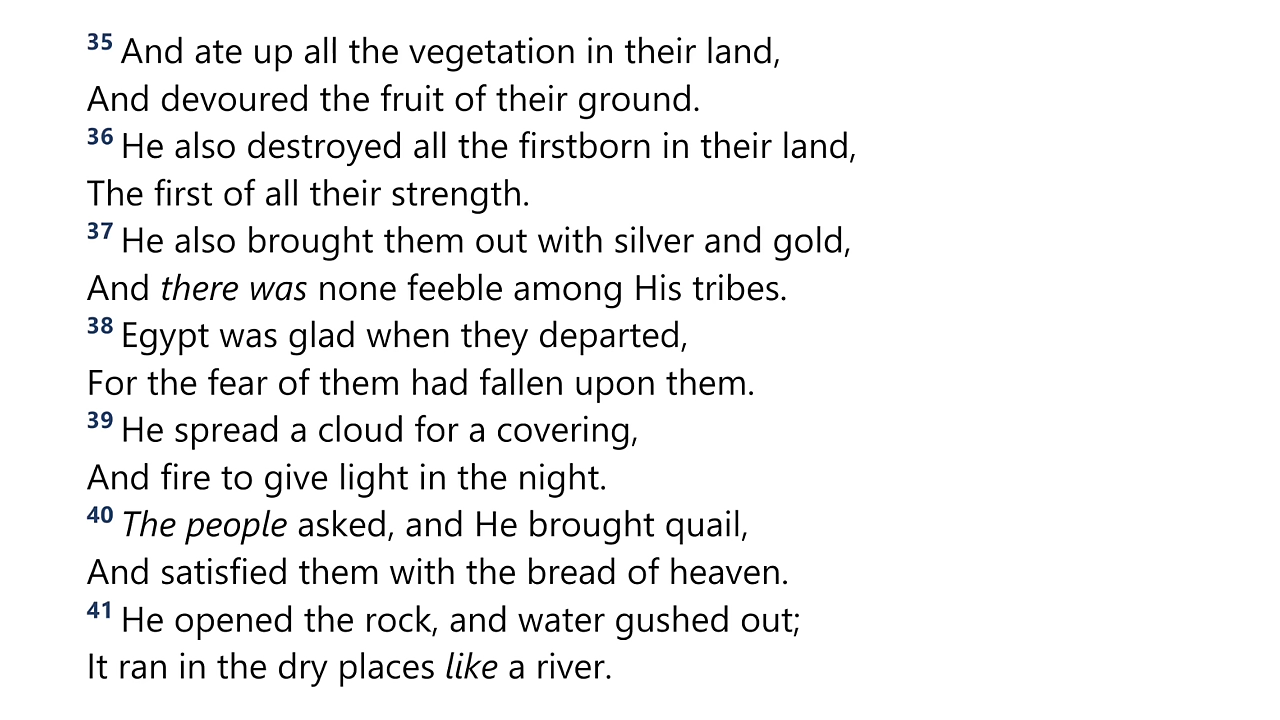 35 And ate up all the vegetation in their land,
And devoured the fruit of their ground.
36 He also destroyed all the firstborn in their land,
The first of all their strength.
37 He also brought them out with silver and gold,
And there was none feeble among His tribes.
38 Egypt was glad when they departed,
For the fear of them had fallen upon them.
39 He spread a cloud for a covering,
And fire to give light in the night.
40 The people asked, and He brought quail,
And satisfied them with the bread of heaven.
41 He opened the rock, and water gushed out;
It ran in the dry places like a river.